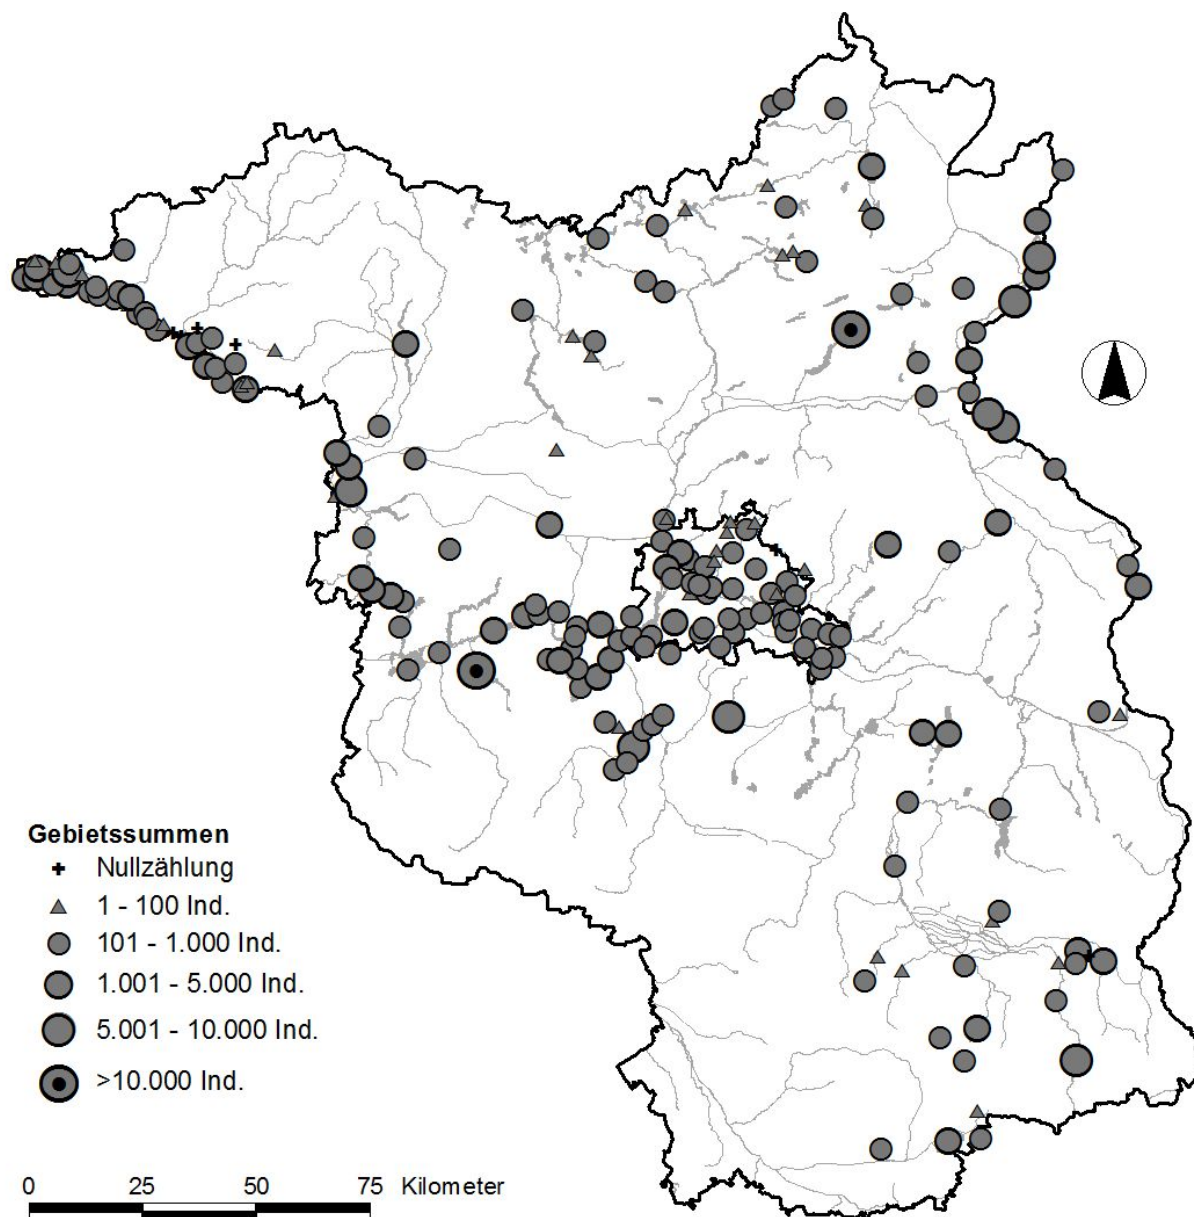 Gebietssummen
Nullzählung
1 - 100 Ind.
101 - 1.000 Ind.
1.001 - 5.000 Ind.
5.001 - 10.000 Ind.
>10.000 Ind.
0 25 50 75 Kilometer